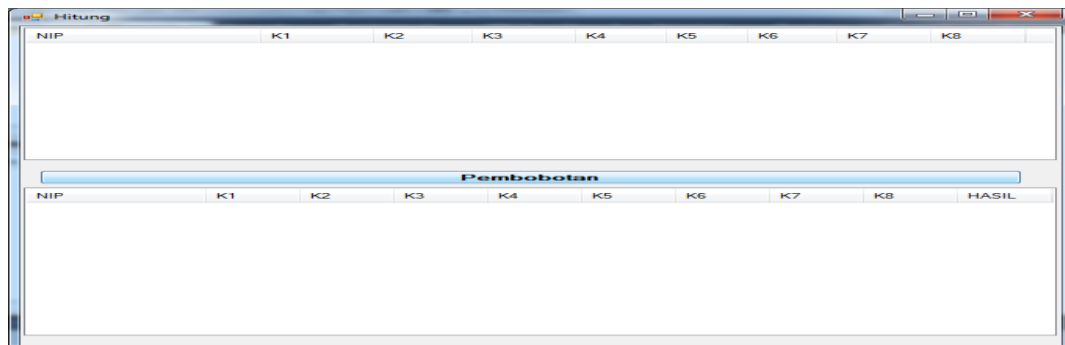 Hitung
NIP K1 K2 K3 K4 K5 K6 K7 K8
Pembobotan
NIP K1 K2 K3 K4 K5 K6 K7 K8 HASIL